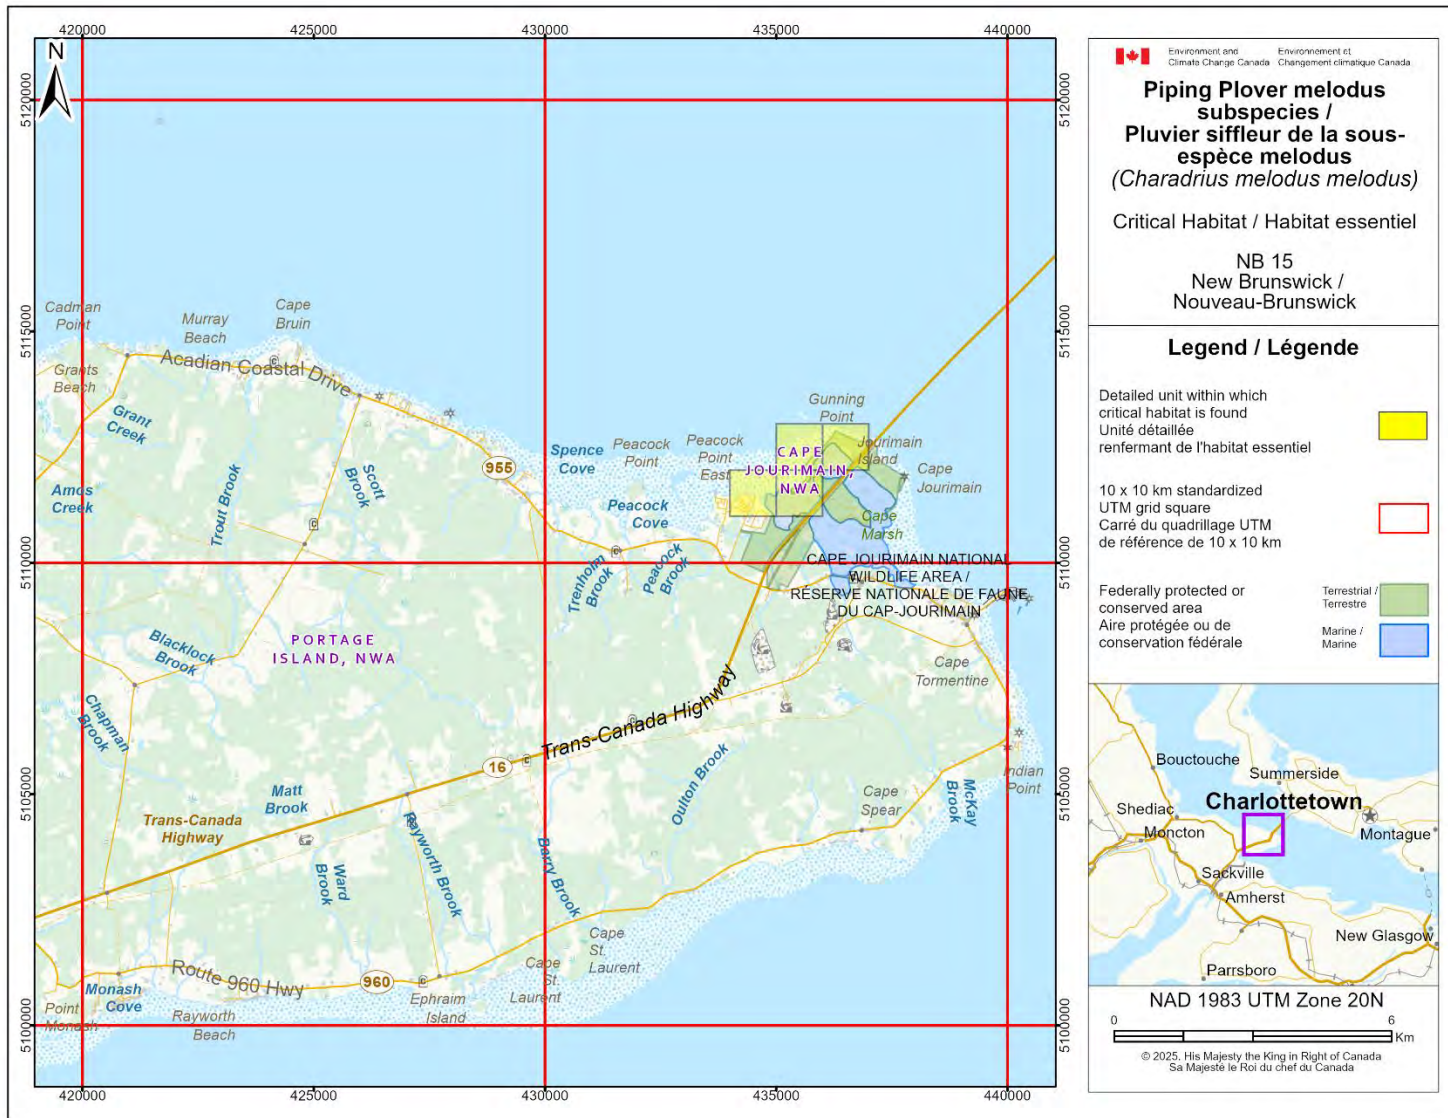 420000
425000
430000
435000
440000
N
5120000
5120000
5115000
5115000
5110000
5110000
5105000
5105000
5100000
5100000
Cadman
Point
Murray
Beach
Cape
Bruin
Grants
Beach
Acadian Coastal Drive
Grant
Creek
Amos
Creek
Trout Brook
Scott
Brook
955
Spence
Cove
Peacock
Point
Peacock
Point
East
Gunning
Point
CAPE
JOURIMAIN,
NWA
Jourimain
Island
Cape
Jourimain
Peacock
Cove
Cape
Marsh
Trenholm
Brook
Peacock
Brook
CAPE JOURIMAIN NATIONAL
WILDLIFE AREA /
RÉSERVE NATIONALE DE FAUNE
DU CAP-JOURIMAIN
Blacklock
Brook
PORTAGE
ISLAND, NWA
Cape
Tormentine
Chapman
Brook
Trans-Canada Highway
16
Oulton Brook
Indian
Point
McKay
Brook
Cape
Spear
Matt
Brook
Trans-Canada
Highway
Rayworth Brook
Barry Brook
Ward
Brook
Cape
St.
Laurent
Cape
St.
Laurent
Route 960 Hwy
960
Monash
Cove
Point
Monash
Rayworth
Beach
Ephraim
Island
420000
425000
430000
435000
440000
Environment and
Climate Change Canada
Environnement et
Changement climatique Canada
Piping Plover melodus
subspecies /
Pluvier siffleur de la sous-
espèce melodus
(Charadrius melodus melodus)
Critical Habitat / Habitat essentiel
NB 15
New Brunswick /
Nouveau-Brunswick
Legend / Légende
Detailed unit within which
critical habitat is found
Unité détaillée
renfermant de l'habitat essentiel
10 x 10 km standardized
UTM grid square
Carré du quadrillage UTM
de référence de 10 x 10 km
Federally protected or
conserved area
Aire protégée ou de
conservation fédérale
Terrestrial /
Terrestre
Marine /
Marine
Bouctouche
Summerside
Shediac
Charlottetown
Moncton
Montague
Sackville
Amherst
New Glasgow
Parrsboro
NAD 1983 UTM Zone 20N
0
6
Km
© 2025. His Majesty the King in Right of Canada
Sa Majesté le Roi du chef du Canada